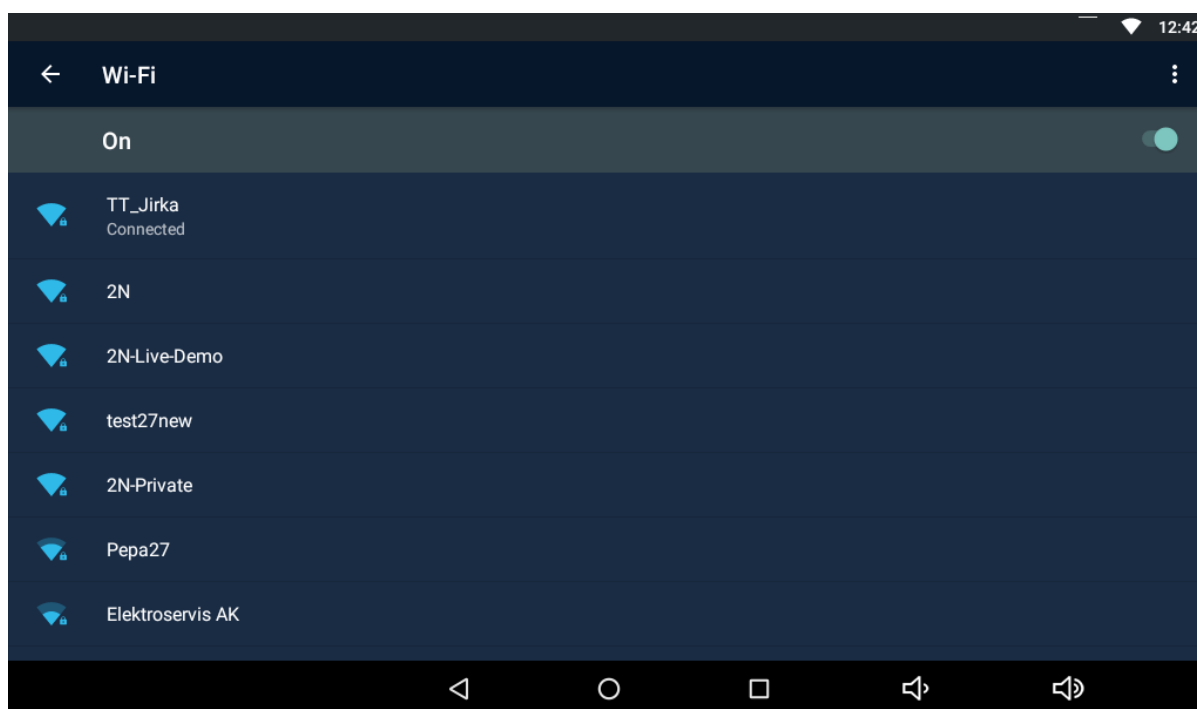 12:42
Wi-Fi
On
TT_Jirka
Connected
2N
2N-Live-Demo
test27new
2N-Private
Pepa27
Elektroservis AK